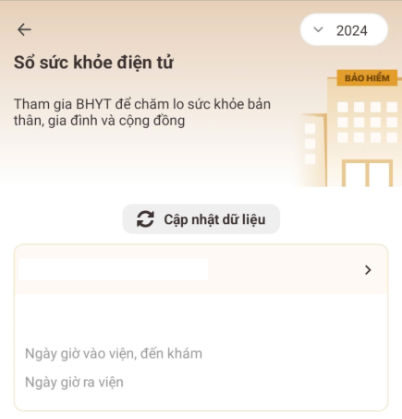 2024
Sổ sức khỏe điện tử
BẢO HIỂM
Tham gia BHYT để chăm lo sức khỏe bản
thân, gia đình và cộng đồng
Cập nhật dữ liệu
Ngày giờ vào viện, đến khám
Ngày giờ ra viện